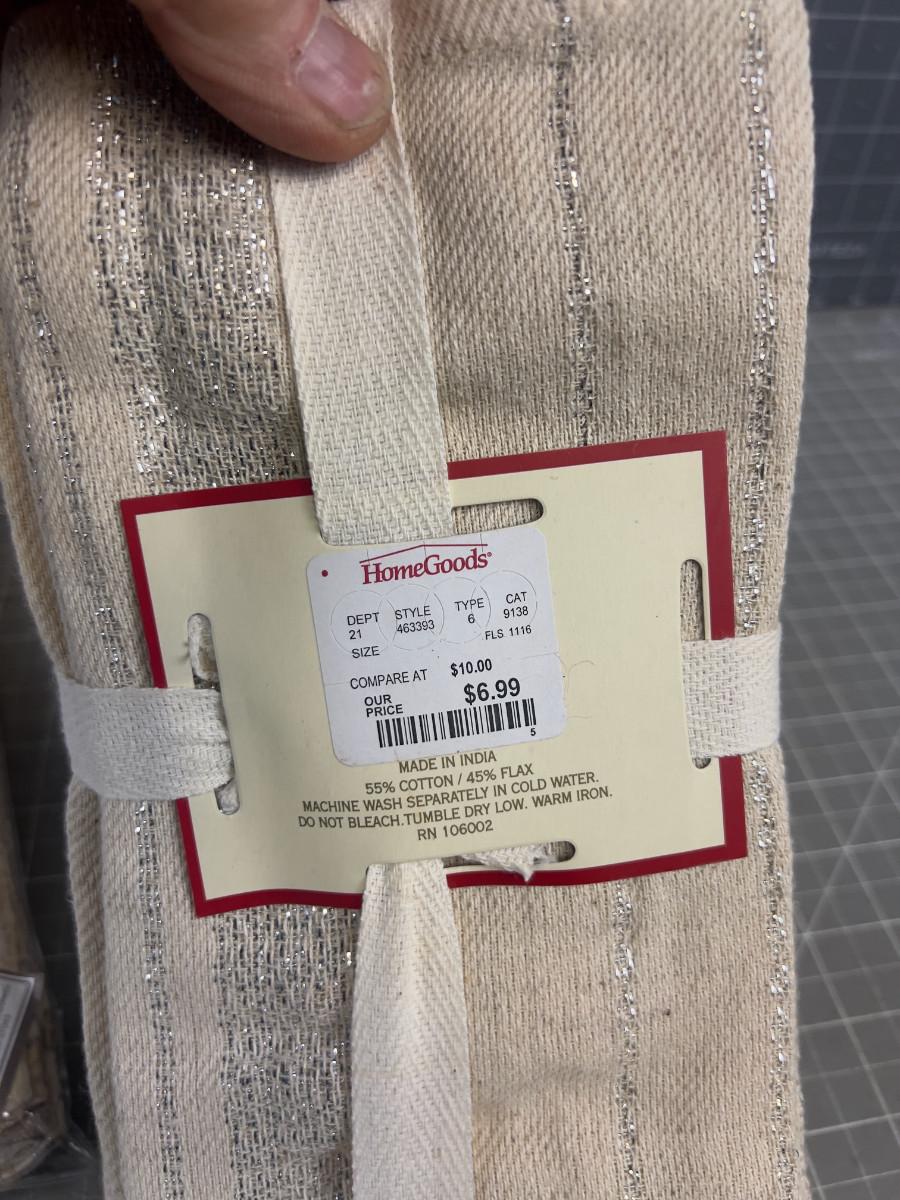 HomeGoods®
DEPT STYLE TYPE CAT
21 463393 6 9138
SIZE FLS 1116
COMPARE AT $10.00
OUR PRICE $6.99
5
MADE IN INDIA
55% COTTON / 45% FLAX
MACHINE WASH SEPARATELY IN COLD WATER.
DO NOT BLEACH.TUMBLE DRY LOW. WARM IRON.
RN 106002